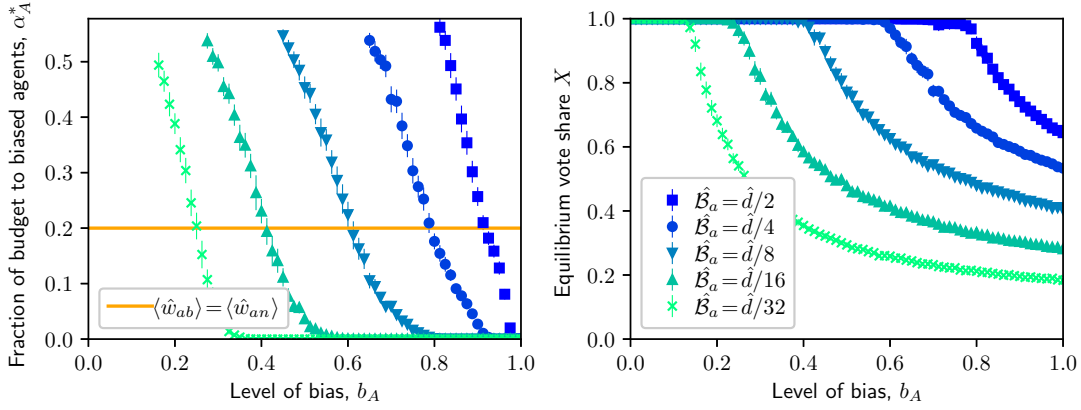 Fraction of budget to biased agents, α*_A
0.5
0.4
0.3
0.2
0.1
0.0
0.0 0.2 0.4 0.6 0.8 1.0
Level of bias, b_A
⟨ŵ_ab⟩ = ⟨ŵ_an⟩
Equilibrium vote share X
1.0
0.8
0.6
0.4
0.2
0.0
0.0 0.2 0.4 0.6 0.8 1.0
Level of bias, b_A
ℬ̂_a = d̂/2
ℬ̂_a = d̂/4
ℬ̂_a = d̂/8
ℬ̂_a = d̂/16
ℬ̂_a = d̂/32